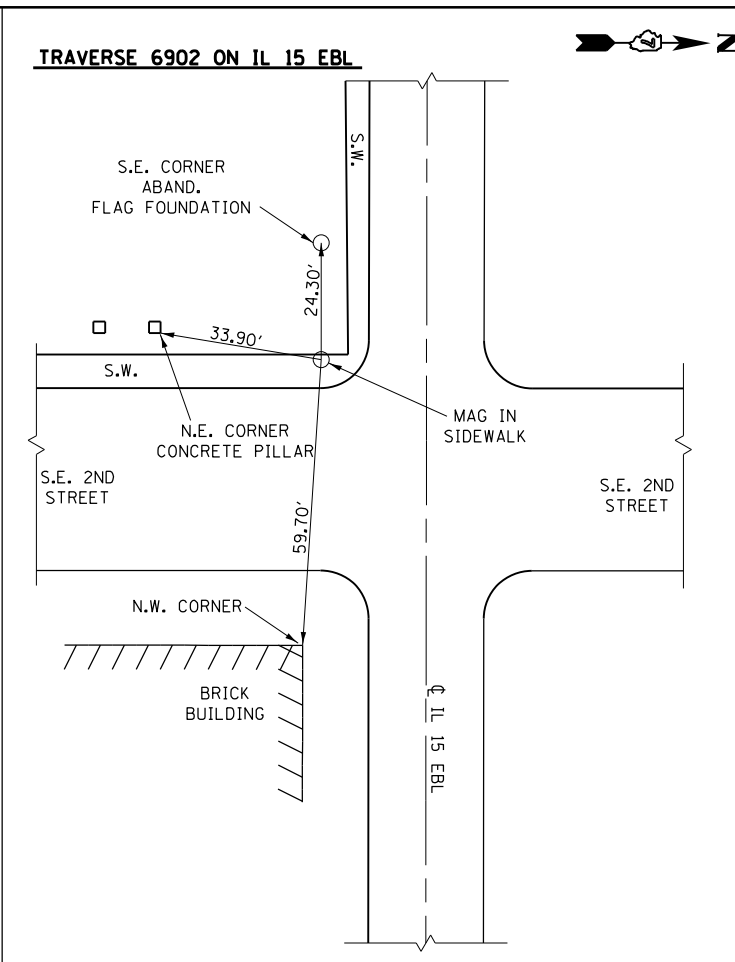 TRAVERSE 6902 ON IL 15 EBL
N
S.W.
S.E. CORNER
ABAND.
FLAG FOUNDATION
24.30'
33.90'
S.W.
MAG IN
SIDEWALK
N.E. CORNER
CONCRETE PILLAR
S.E. 2ND
STREET
S.E. 2ND
STREET
59.70'
N.W. CORNER
BRICK
BUILDING
℄ IL 15 EBL